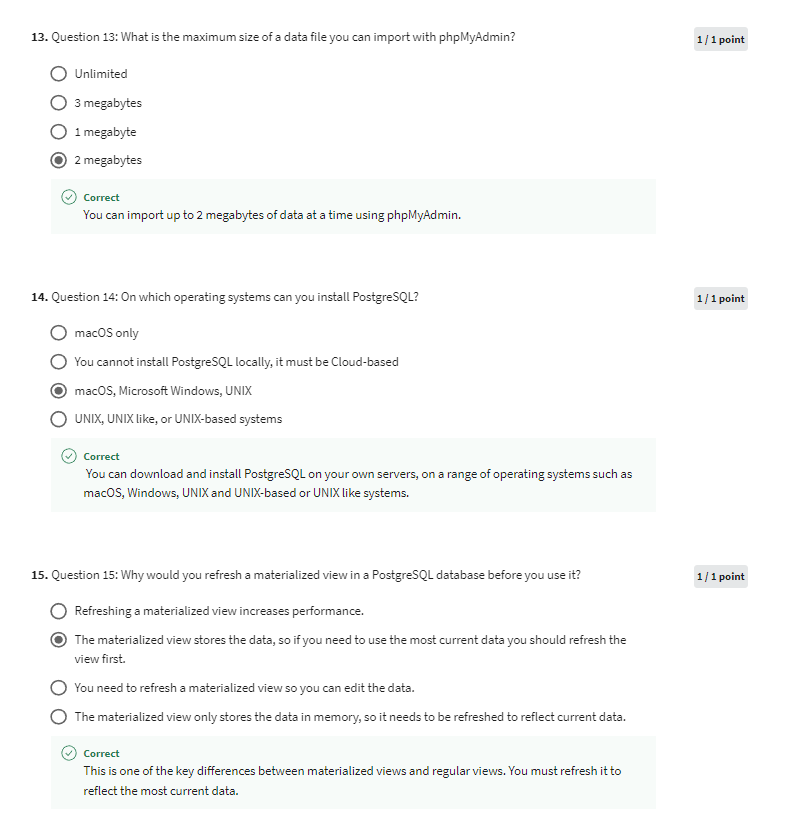 13. Question 13: What is the maximum size of a data file you can import with phpMyAdmin?
1 / 1 point
Unlimited
3 megabytes
1 megabyte
2 megabytes
Correct
You can import up to 2 megabytes of data at a time using phpMyAdmin.
14. Question 14: On which operating systems can you install PostgreSQL?
1 / 1 point
macOS only
You cannot install PostgreSQL locally, it must be Cloud-based
macOS, Microsoft Windows, UNIX
UNIX, UNIX like, or UNIX-based systems
Correct
You can download and install PostgreSQL on your own servers, on a range of operating systems such as
macOS, Windows, UNIX and UNIX-based or UNIX like systems.
15. Question 15: Why would you refresh a materialized view in a PostgreSQL database before you use it?
1 / 1 point
Refreshing a materialized view increases performance.
The materialized view stores the data, so if you need to use the most current data you should refresh the
view first.
You need to refresh a materialized view so you can edit the data.
The materialized view only stores the data in memory, so it needs to be refreshed to reflect current data.
Correct
This is one of the key differences between materialized views and regular views. You must refresh it to
reflect the most current data.